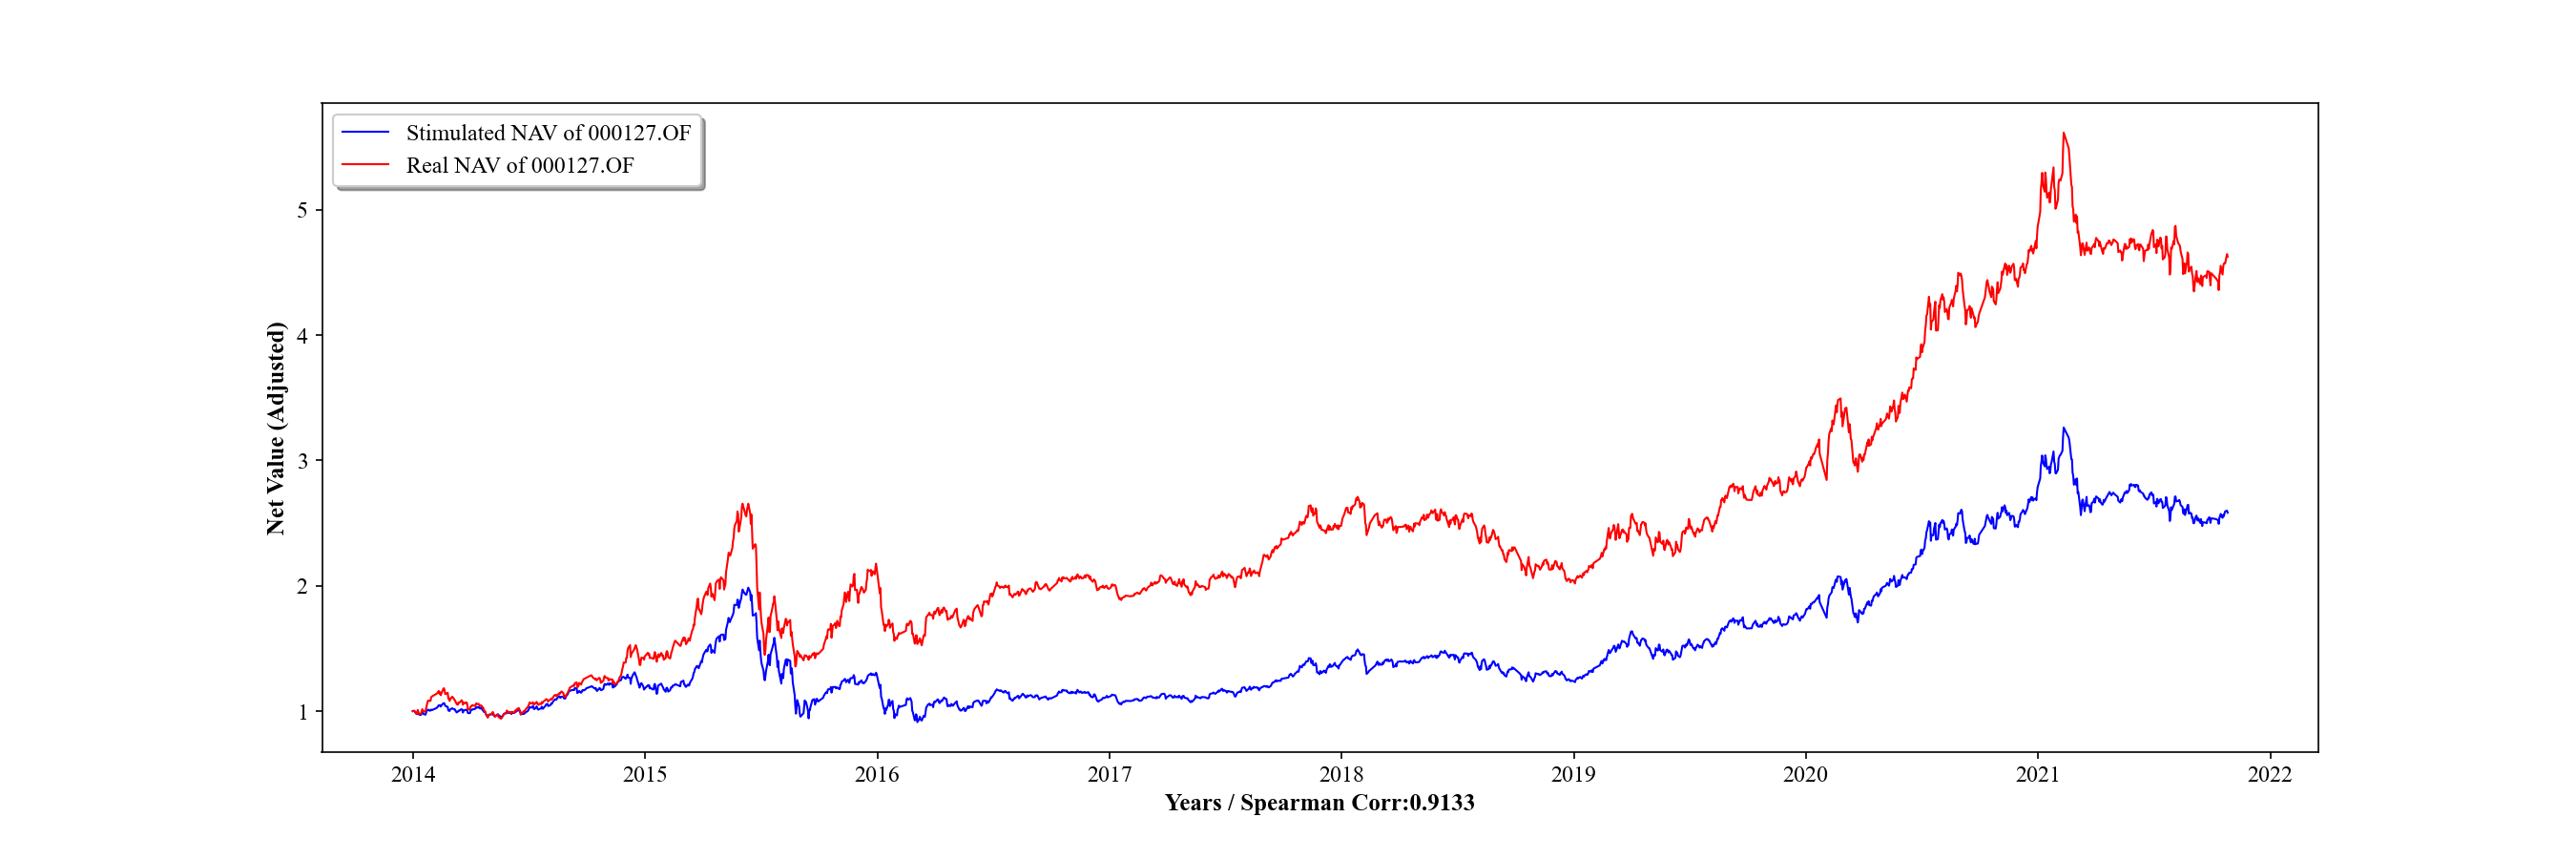 Stimulated NAV of 000127.OF
Real NAV of 000127.OF
Net Value (Adjusted)
5
4
3
2
1
2014 2015 2016 2017 2018 2019 2020 2021 2022
Years / Spearman Corr:0.9133